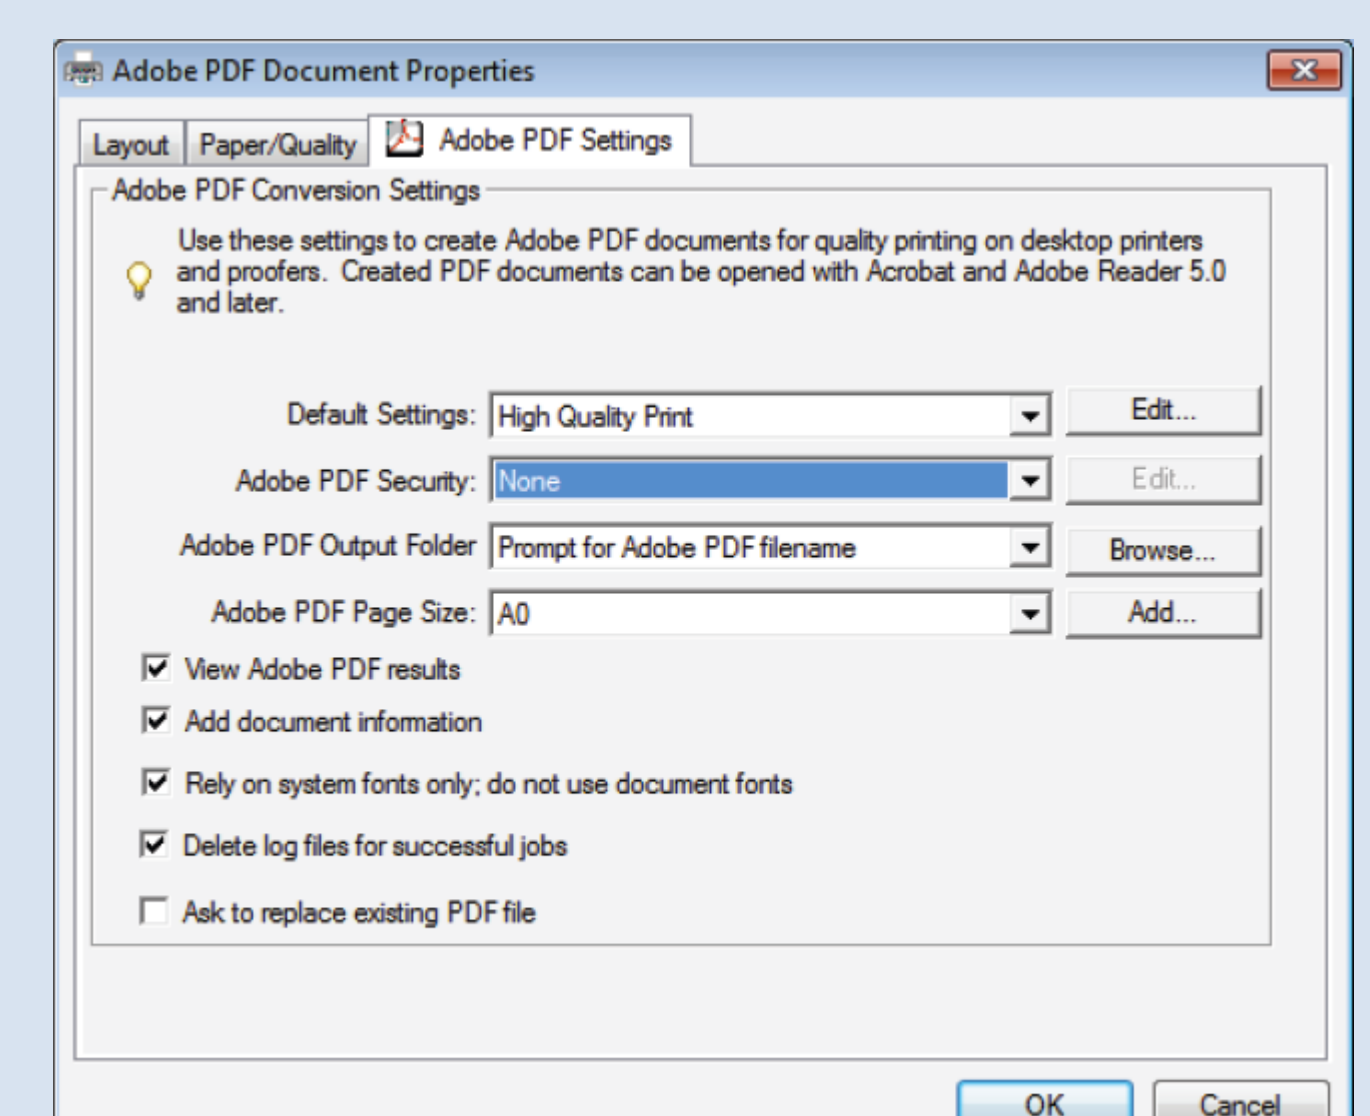 Adobe PDF Document Properties
Layout Paper/Quality Adobe PDF Settings
Adobe PDF Conversion Settings
Use these settings to create Adobe PDF documents for quality printing on desktop printers
and proofers. Created PDF documents can be opened with Acrobat and Adobe Reader 5.0
and later.
Default Settings: High Quality Print Edit...
Adobe PDF Security: None Edit...
Adobe PDF Output Folder Prompt for Adobe PDF filename Browse...
Adobe PDF Page Size: A0 Add...
View Adobe PDF results
Add document information
Rely on system fonts only; do not use document fonts
Delete log files for successful jobs
Ask to replace existing PDF file
OK Cancel